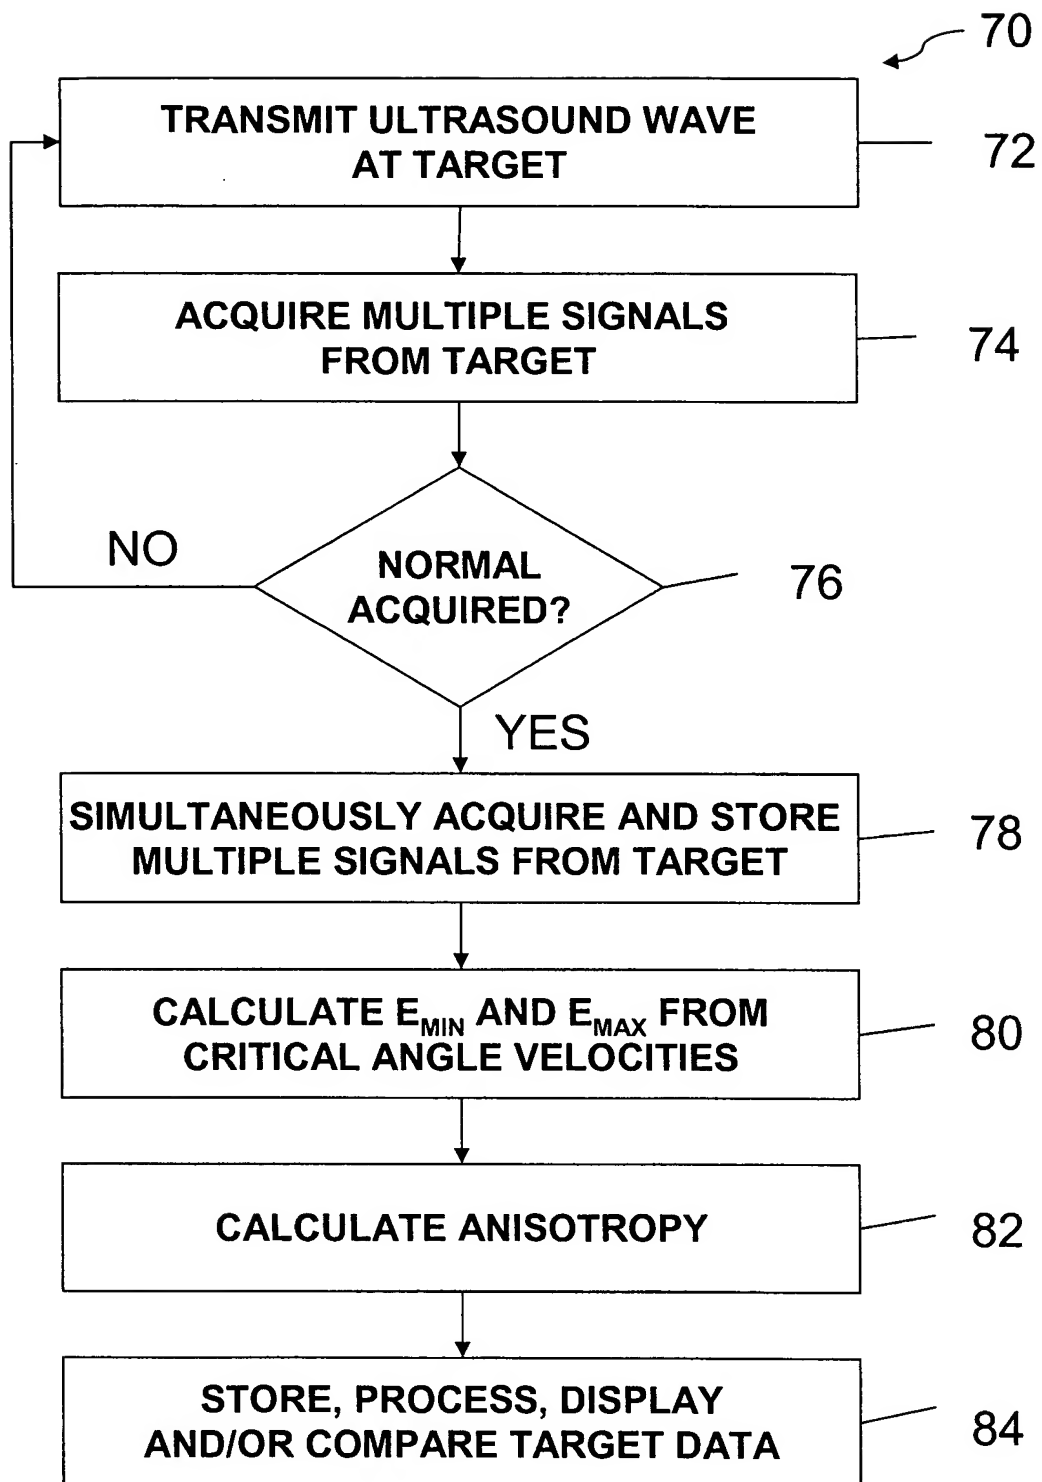 70
TRANSMIT ULTRASOUND WAVE
AT TARGET
72
ACQUIRE MULTIPLE SIGNALS
FROM TARGET
74
NO
NORMAL
ACQUIRED?
76
YES
SIMULTANEOUSLY ACQUIRE AND STORE
MULTIPLE SIGNALS FROM TARGET
78
CALCULATE EMIN AND EMAX FROM
CRITICAL ANGLE VELOCITIES
80
CALCULATE ANISOTROPY
82
STORE, PROCESS, DISPLAY
AND/OR COMPARE TARGET DATA
84